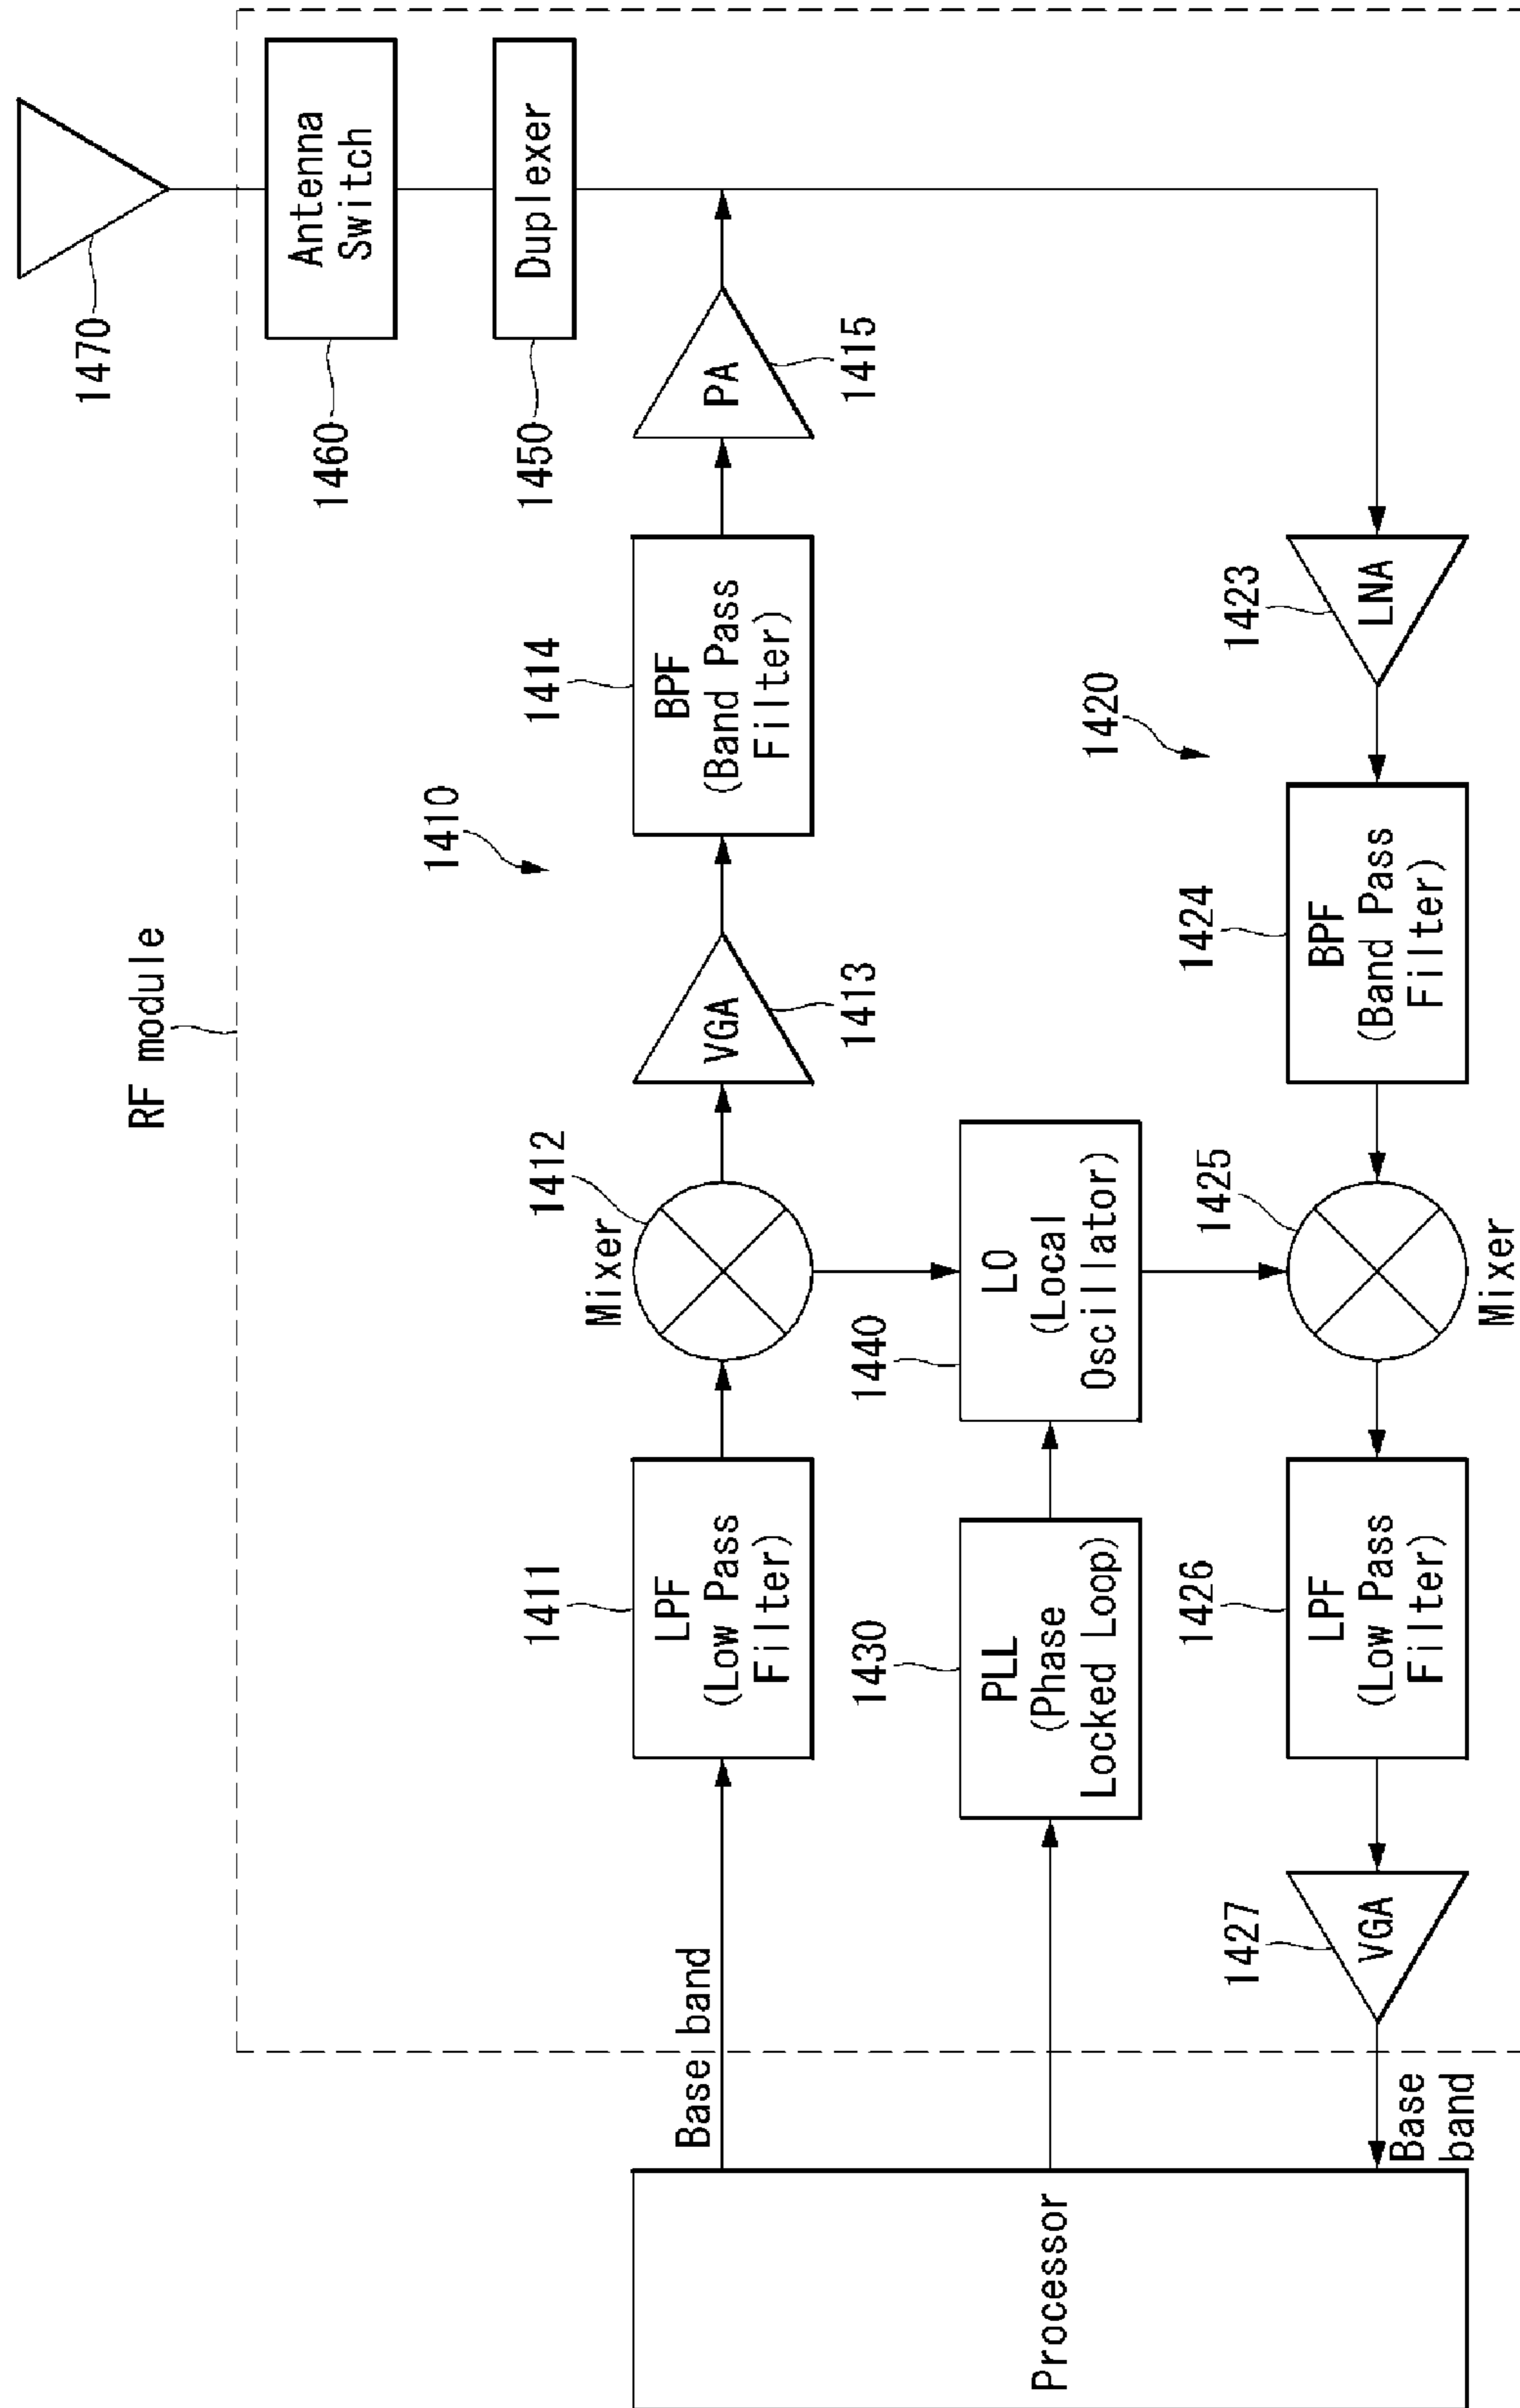 RF module
1470
Antenna
Switch
1460
Duplexer
1450
1410
1411
LPF
(Low Pass
Filter)
Mixer
1412
VGA
1413
1414
BPF
(Band Pass
Filter)
PA
1415
Base band
Processor
1430
PLL
(Phase
Locked Loop)
1440
LO
(Local
Oscillator)
1420
1427
VGA
1426
LPF
(Low Pass
Filter)
1425
Mixer
1424
BPF
(Band Pass
Filter)
1423
LNA
Base
band